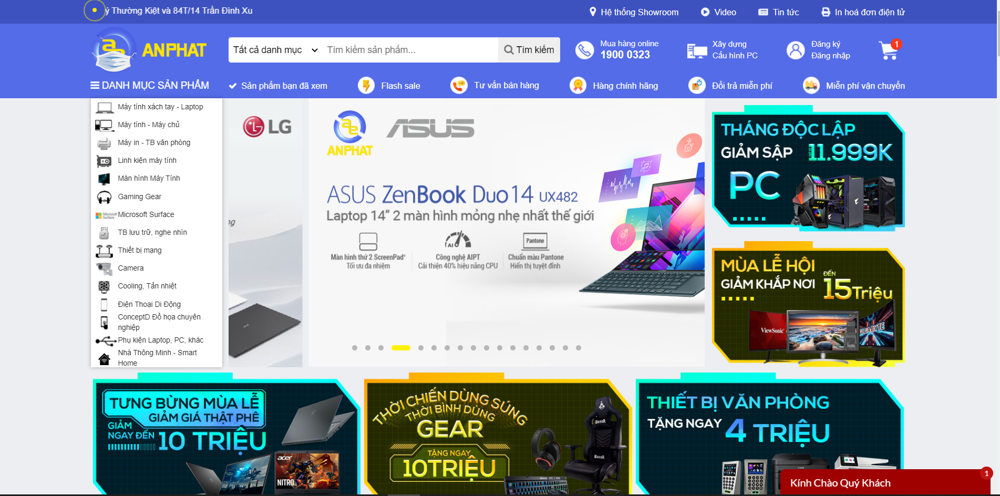 ý Thường Kiệt và 84T/14 Trần Đình Xu
Hệ thống Showroom
Video
Tin tức
In hoá đơn điện tử
ANPHAT
Tất cả danh mục
Tìm kiếm sản phẩm...
Tìm kiếm
Mua hàng online
1900 0323
Xây dựng
Cấu hình PC
Đăng ký
Đăng nhập
1
DANH MỤC SẢN PHẨM
Sản phẩm bạn đã xem
Flash sale
Tư vấn bán hàng
Hàng chính hãng
Đổi trả miễn phí
Miễn phí vận chuyển
Máy tính xách tay - Laptop
Máy tính - Máy chủ
Máy in - TB văn phòng
Linh kiện máy tính
Màn hình Máy Tính
Gaming Gear
Microsoft Surface
Microsoft Surface
TB lưu trữ, nghe nhìn
Thiết bị mạng
Camera
Cooling, Tản nhiệt
Điện Thoại Di Động
ConceptD Đồ họa chuyên
nghiệp
Phụ kiện Laptop, PC, khác
Nhà Thông Minh - Smart
Home
LG
ng
ANPHAT
ASUS
ASUS ZenBook Duo 14 UX482
Laptop 14” 2 màn hình mỏng nhẹ nhất thế giới
Màn hình thứ 2 ScreenPad+
Tối ưu đa nhiệm
AI
Công nghệ AIPT
Cải thiện 40% hiệu năng CPU
Pantone
Chuẩn màu Pantone
Hiển thị tuyệt đỉnh
THÁNG ĐỘC LẬP
GIẢM SẬP
11.999K
PC
MÙA LỄ HỘI
GIẢM KHẮP NƠI
ĐẾN
15Triệu
ViewSonic
GIGABYTE
TƯNG BỪNG MÙA LỄ
GIẢM GIÁ THẬT PHÊ
GIẢM
NGAY ĐẾN
10 TRIỆU
acer
NITRO
THỜI CHIẾN DÙNG SÚNG
THỜI BÌNH DÙNG
GEAR
TẶNG NGAY
10TRIỆU
THIẾT BỊ VĂN PHÒNG
TẶNG NGAY
4 TRIỆU
Kính Chào Quý Khách
1